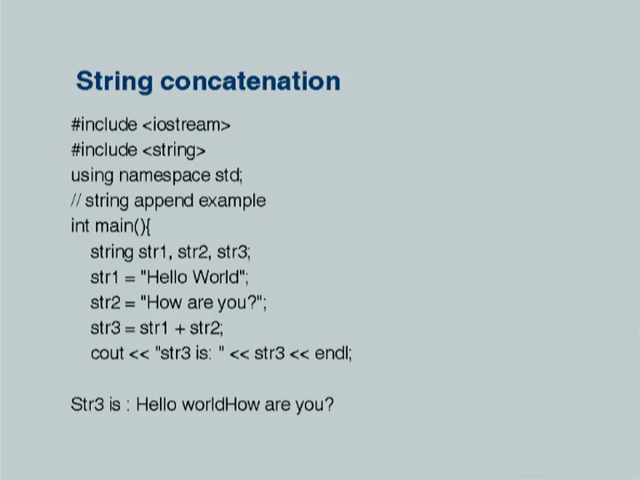 String concatenation
#include <iostream>
#include <string>
using namespace std;
// string append example
int main(){
string str1, str2, str3;
str1 = "Hello World";
str2 = "How are you?";
str3 = str1 + str2;
cout << "str3 is: " << str3 << endl;
Str3 is : Hello worldHow are you?